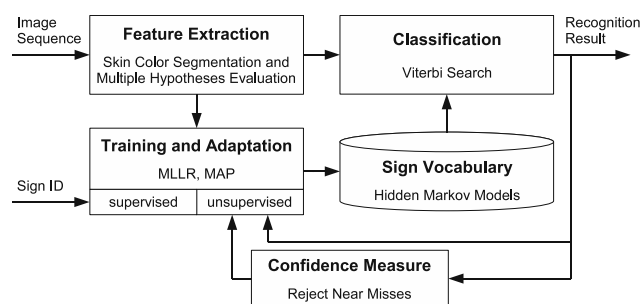 Image
Sequence
Feature Extraction
Skin Color Segmentation and
Multiple Hypotheses Evaluation
Classification
Viterbi Search
Recognition
Result
Training and Adaptation
MLLR, MAP
Sign ID
supervised
unsupervised
Sign Vocabulary
Hidden Markov Models
Confidence Measure
Reject Near Misses